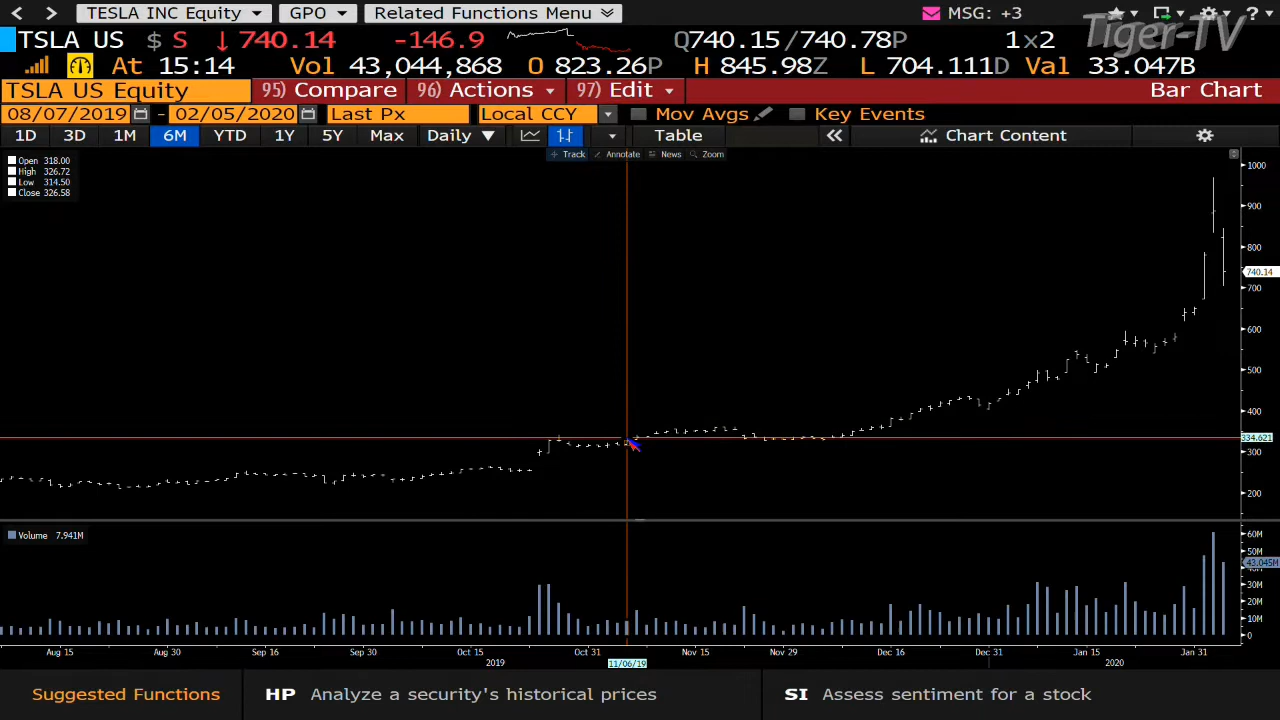 TESLA INC Equity GPO Related Functions Menu MSG: +3 ?
Tiger-TV
TSLA US $ S ↓ 740.14 -146.9 Q740.15/740.78P 1x2
At 15:14 Vol 43,044,868 O 823.26P H 845.98Z L 704.111D Val 33.047B
TSLA US Equity 95) Compare 96) Actions 97) Edit Bar Chart
08/07/2019 - 02/05/2020 Last Px Local CCY Mov Avgs Key Events
1D 3D 1M 6M YTD 1Y 5Y Max Daily ▼ Table « Chart Content
Track Annotate News Zoom
Open 318.00
High 326.72
Low 314.50
Close 326.58
1000
900
800
740.14
700
600
500
400
334.621
300
200
Volume 7.941M
60M
50M
43.045M
30M
20M
10M
0
Aug 15 Aug 30 Sep 16 Sep 30 Oct 15 Oct 31 11/06/19 Nov 15 Nov 29 Dec 16 Dec 31 Jan 15 Jan 31
2019 2020
Suggested Functions HP Analyze a security's historical prices SI Assess sentiment for a stock